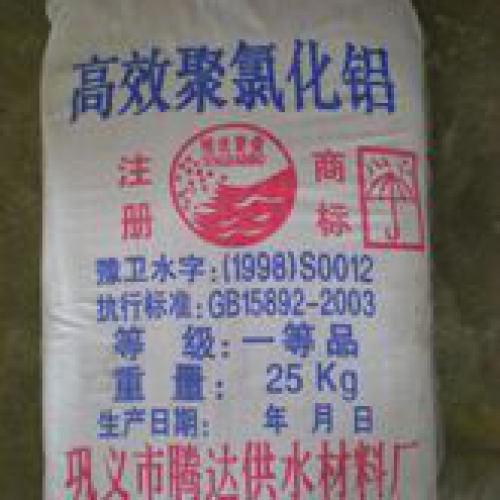 高效聚氯化铝
注册
商标
豫卫水字:(1998)S0012
执行标准:GB15892-2003
等 级:一等品
重 量: 25Kg
生产日期: 年 月 日
巩义市腾达供水材料厂